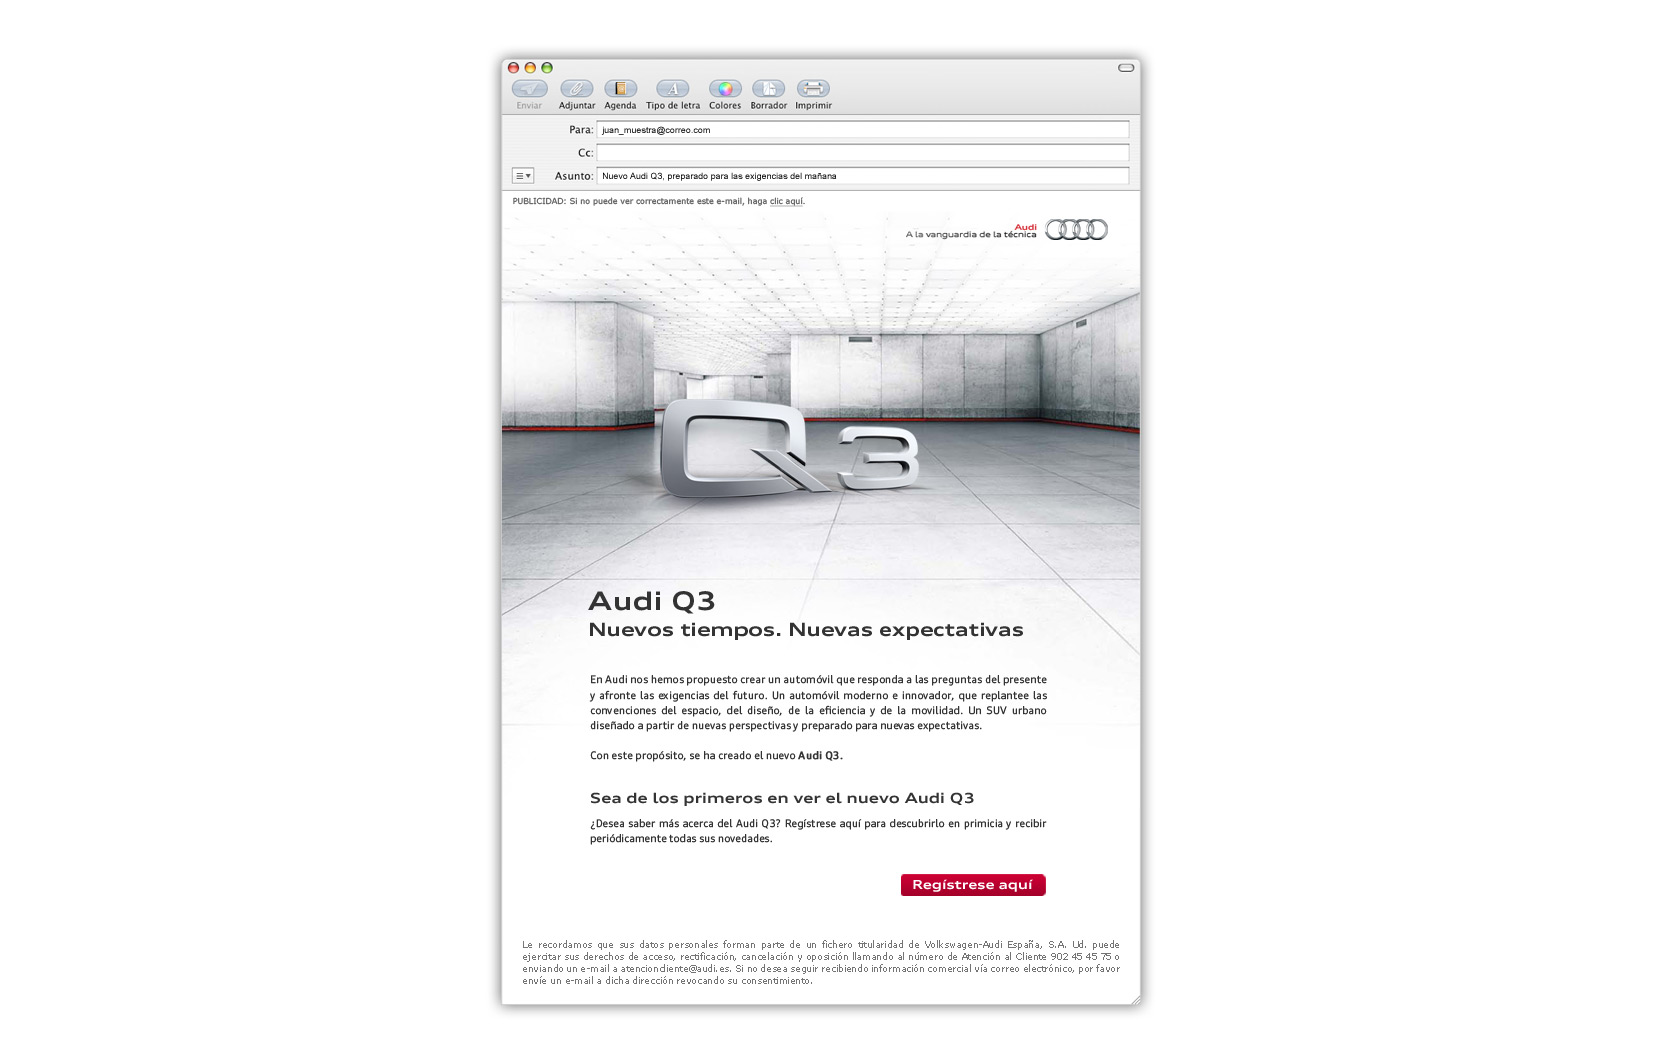 Enviar Adjuntar Agenda Tipo de letra Colores Borrador Imprimir
Para: juan_muestra@correo.com
Cc:
Asunto: Nuevo Audi Q3, preparado para las exigencias del mañana
PUBLICIDAD: Si no puede ver correctamente este e-mail, haga clic aquí.
Audi
A la vanguardia de la técnica
Q3
Audi Q3
Nuevos tiempos. Nuevas expectativas
En Audi nos hemos propuesto crear un automóvil que responda a las preguntas del presente
y afronte las exigencias del futuro. Un automóvil moderno e innovador, que replantee las
convenciones del espacio, del diseño, de la eficiencia y de la movilidad. Un SUV urbano
diseñado a partir de nuevas perspectivas y preparado para nuevas expectativas.
Con este propósito, se ha creado el nuevo Audi Q3.
Sea de los primeros en ver el nuevo Audi Q3
¿Desea saber más acerca del Audi Q3? Regístrese aquí para descubrirlo en primicia y recibir
periódicamente todas sus novedades.
Regístrese aquí
Le recordamos que sus datos personales forman parte de un fichero titularidad de Volkswagen-Audi España, S.A. Ud. puede
ejercitar sus derechos de acceso, rectificación, cancelación y oposición llamando al número de Atención al Cliente 902 45 45 75 o
enviando un e-mail a atencioncliente@audi.es. Si no desea seguir recibiendo información comercial vía correo electrónico, por favor
envíe un e-mail a dicha dirección revocando su consentimiento.